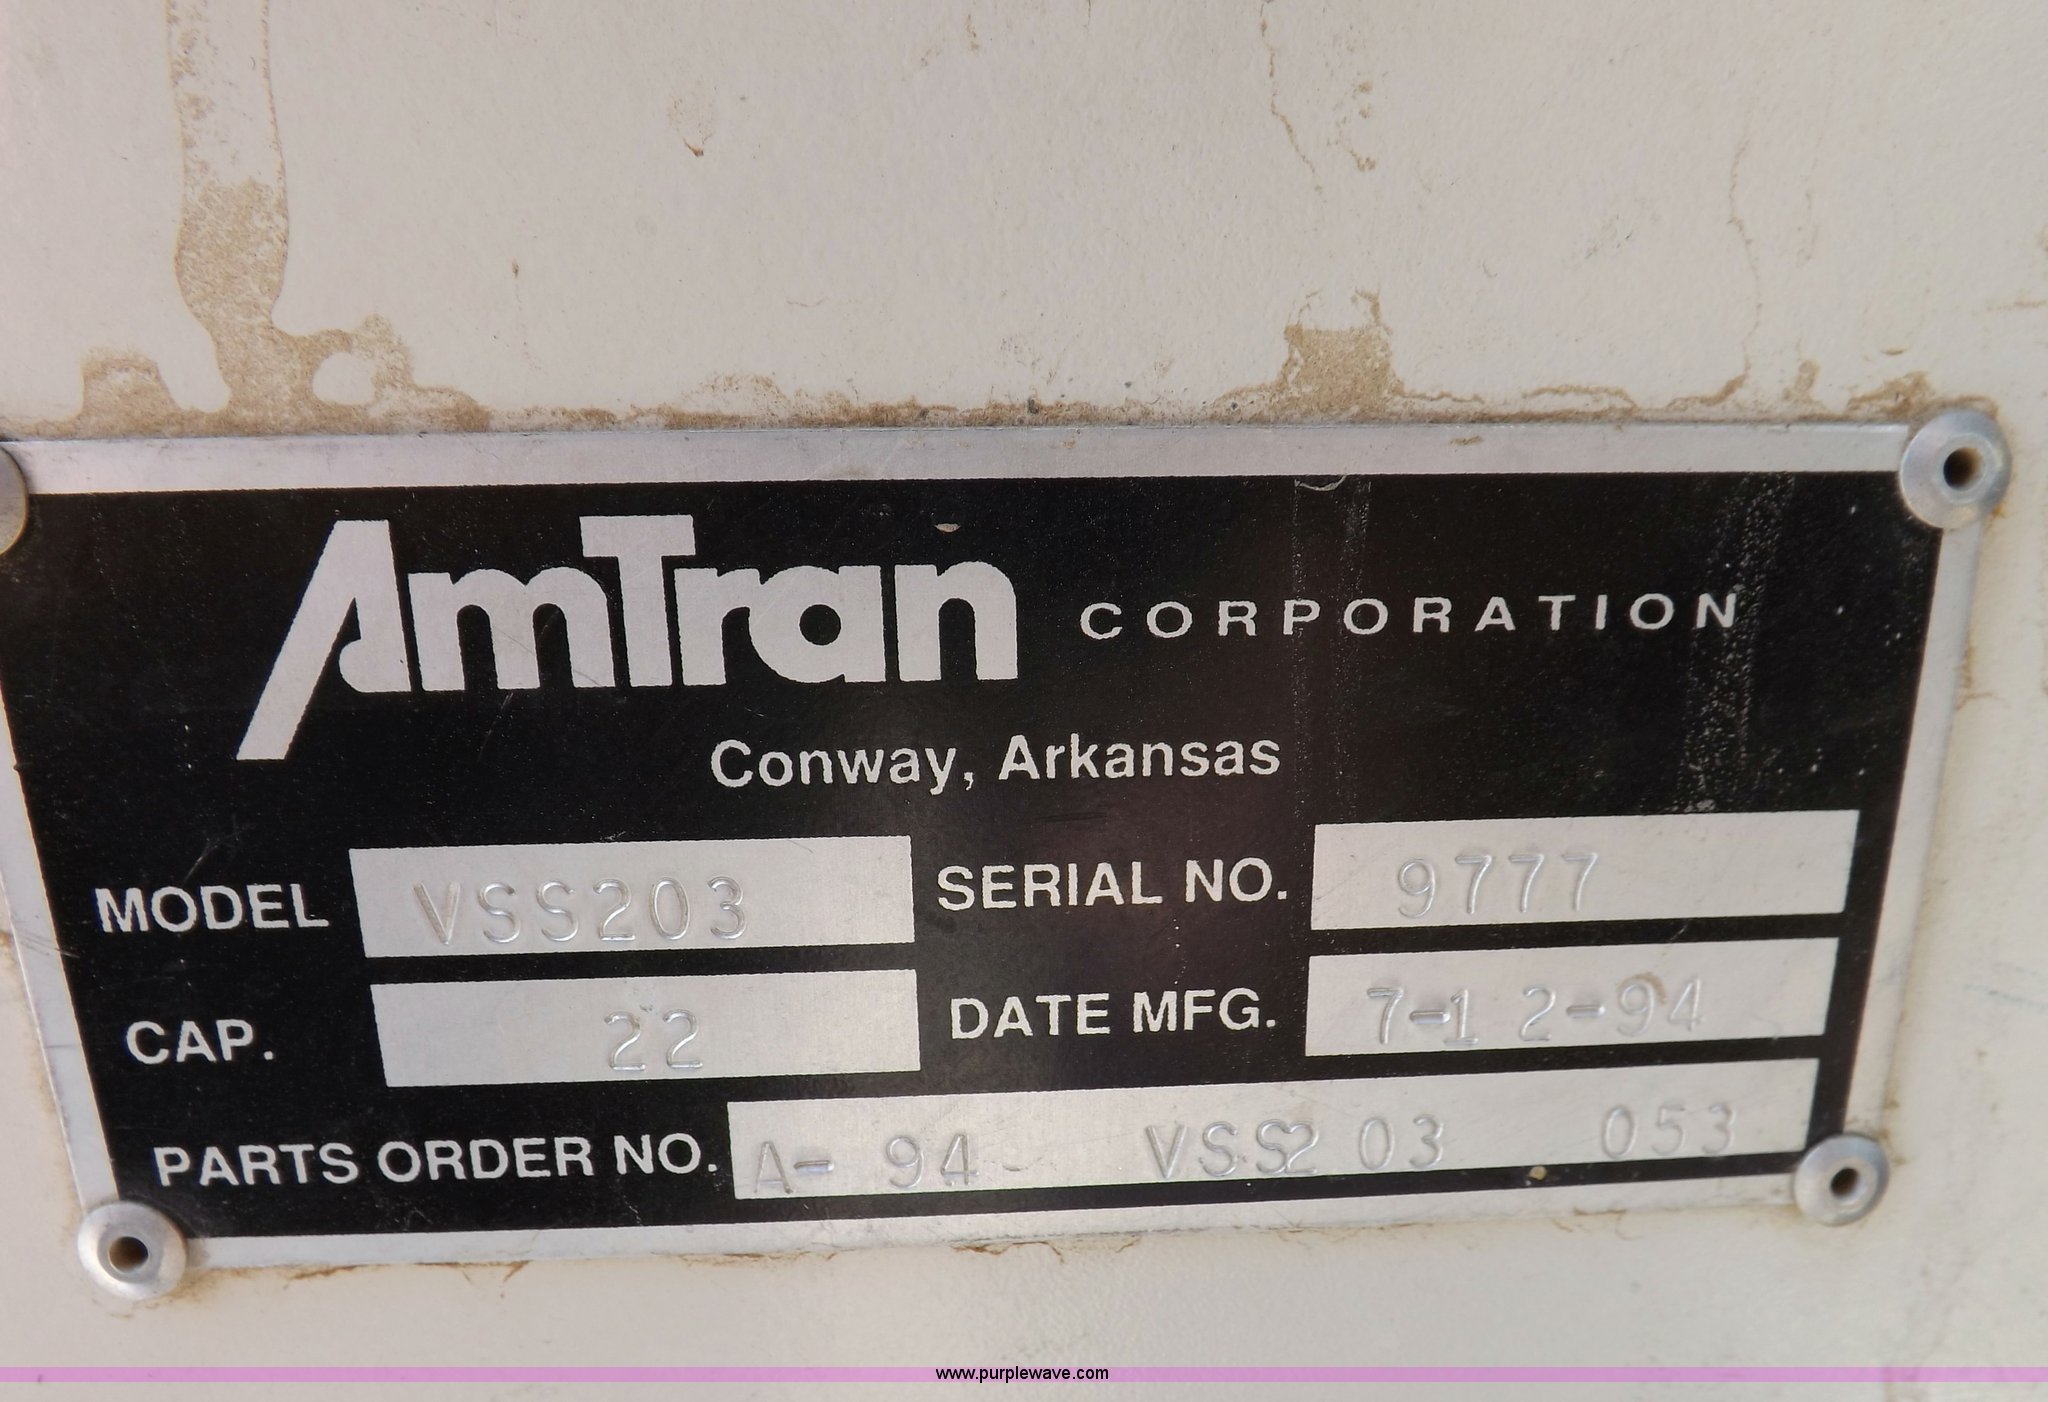 AmTran CORPORATION
Conway, Arkansas
MODEL VSS203 SERIAL NO. 9777
CAP. 22 DATE MFG. 7-12-94
PARTS ORDER NO. A- 94 VSS203 053
www.purplewave.com